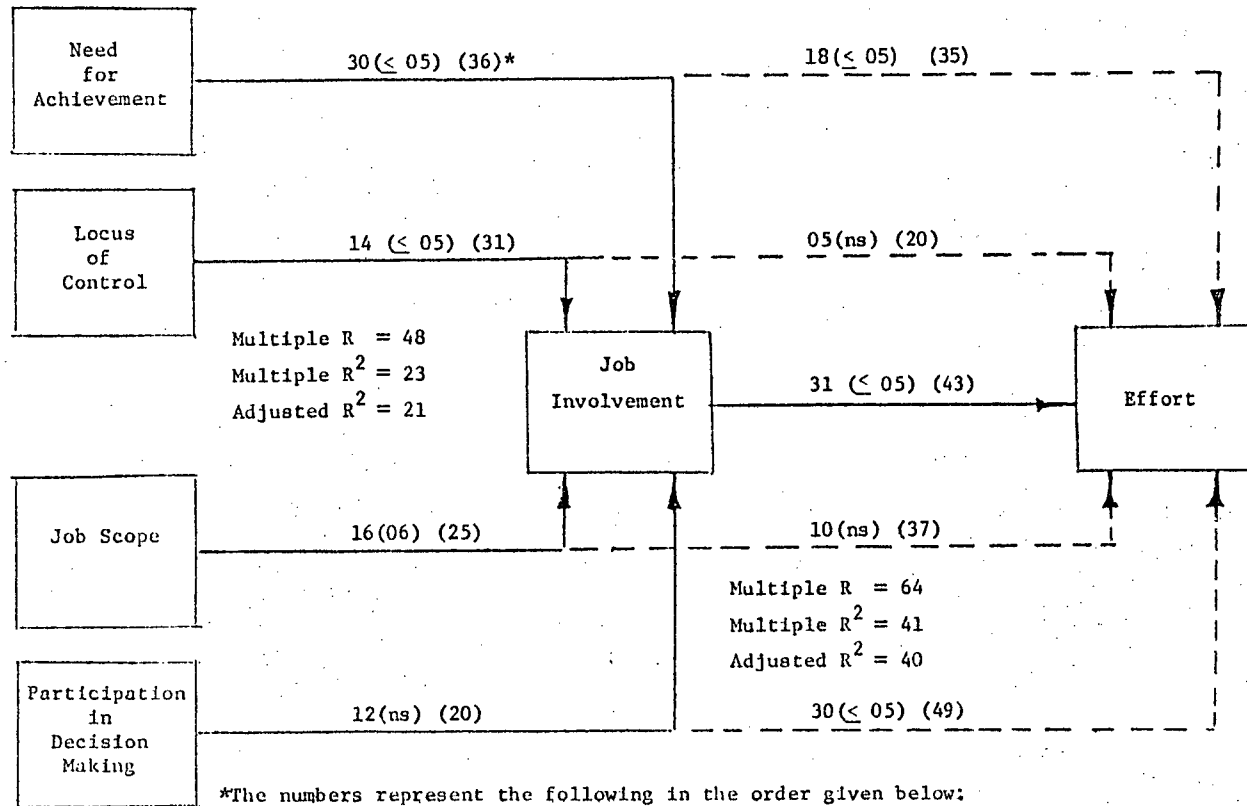 Need
for
Achievement
30(≤ 05) (36)*
18(≤ 05) (35)
Locus
of
Control
14 (≤ 05) (31)
05(ns) (20)
Multiple R = 48
Multiple R² = 23
Adjusted R² = 21
Job
Involvement
31 (≤ 05) (43)
Effort
Job Scope
16(06) (25)
10(ns) (37)
Multiple R = 64
Multiple R² = 41
Adjusted R² = 40
Participation
in
Decision
Making
12(ns) (20)
30(≤ 05) (49)
*The numbers represent the following in the order given below: